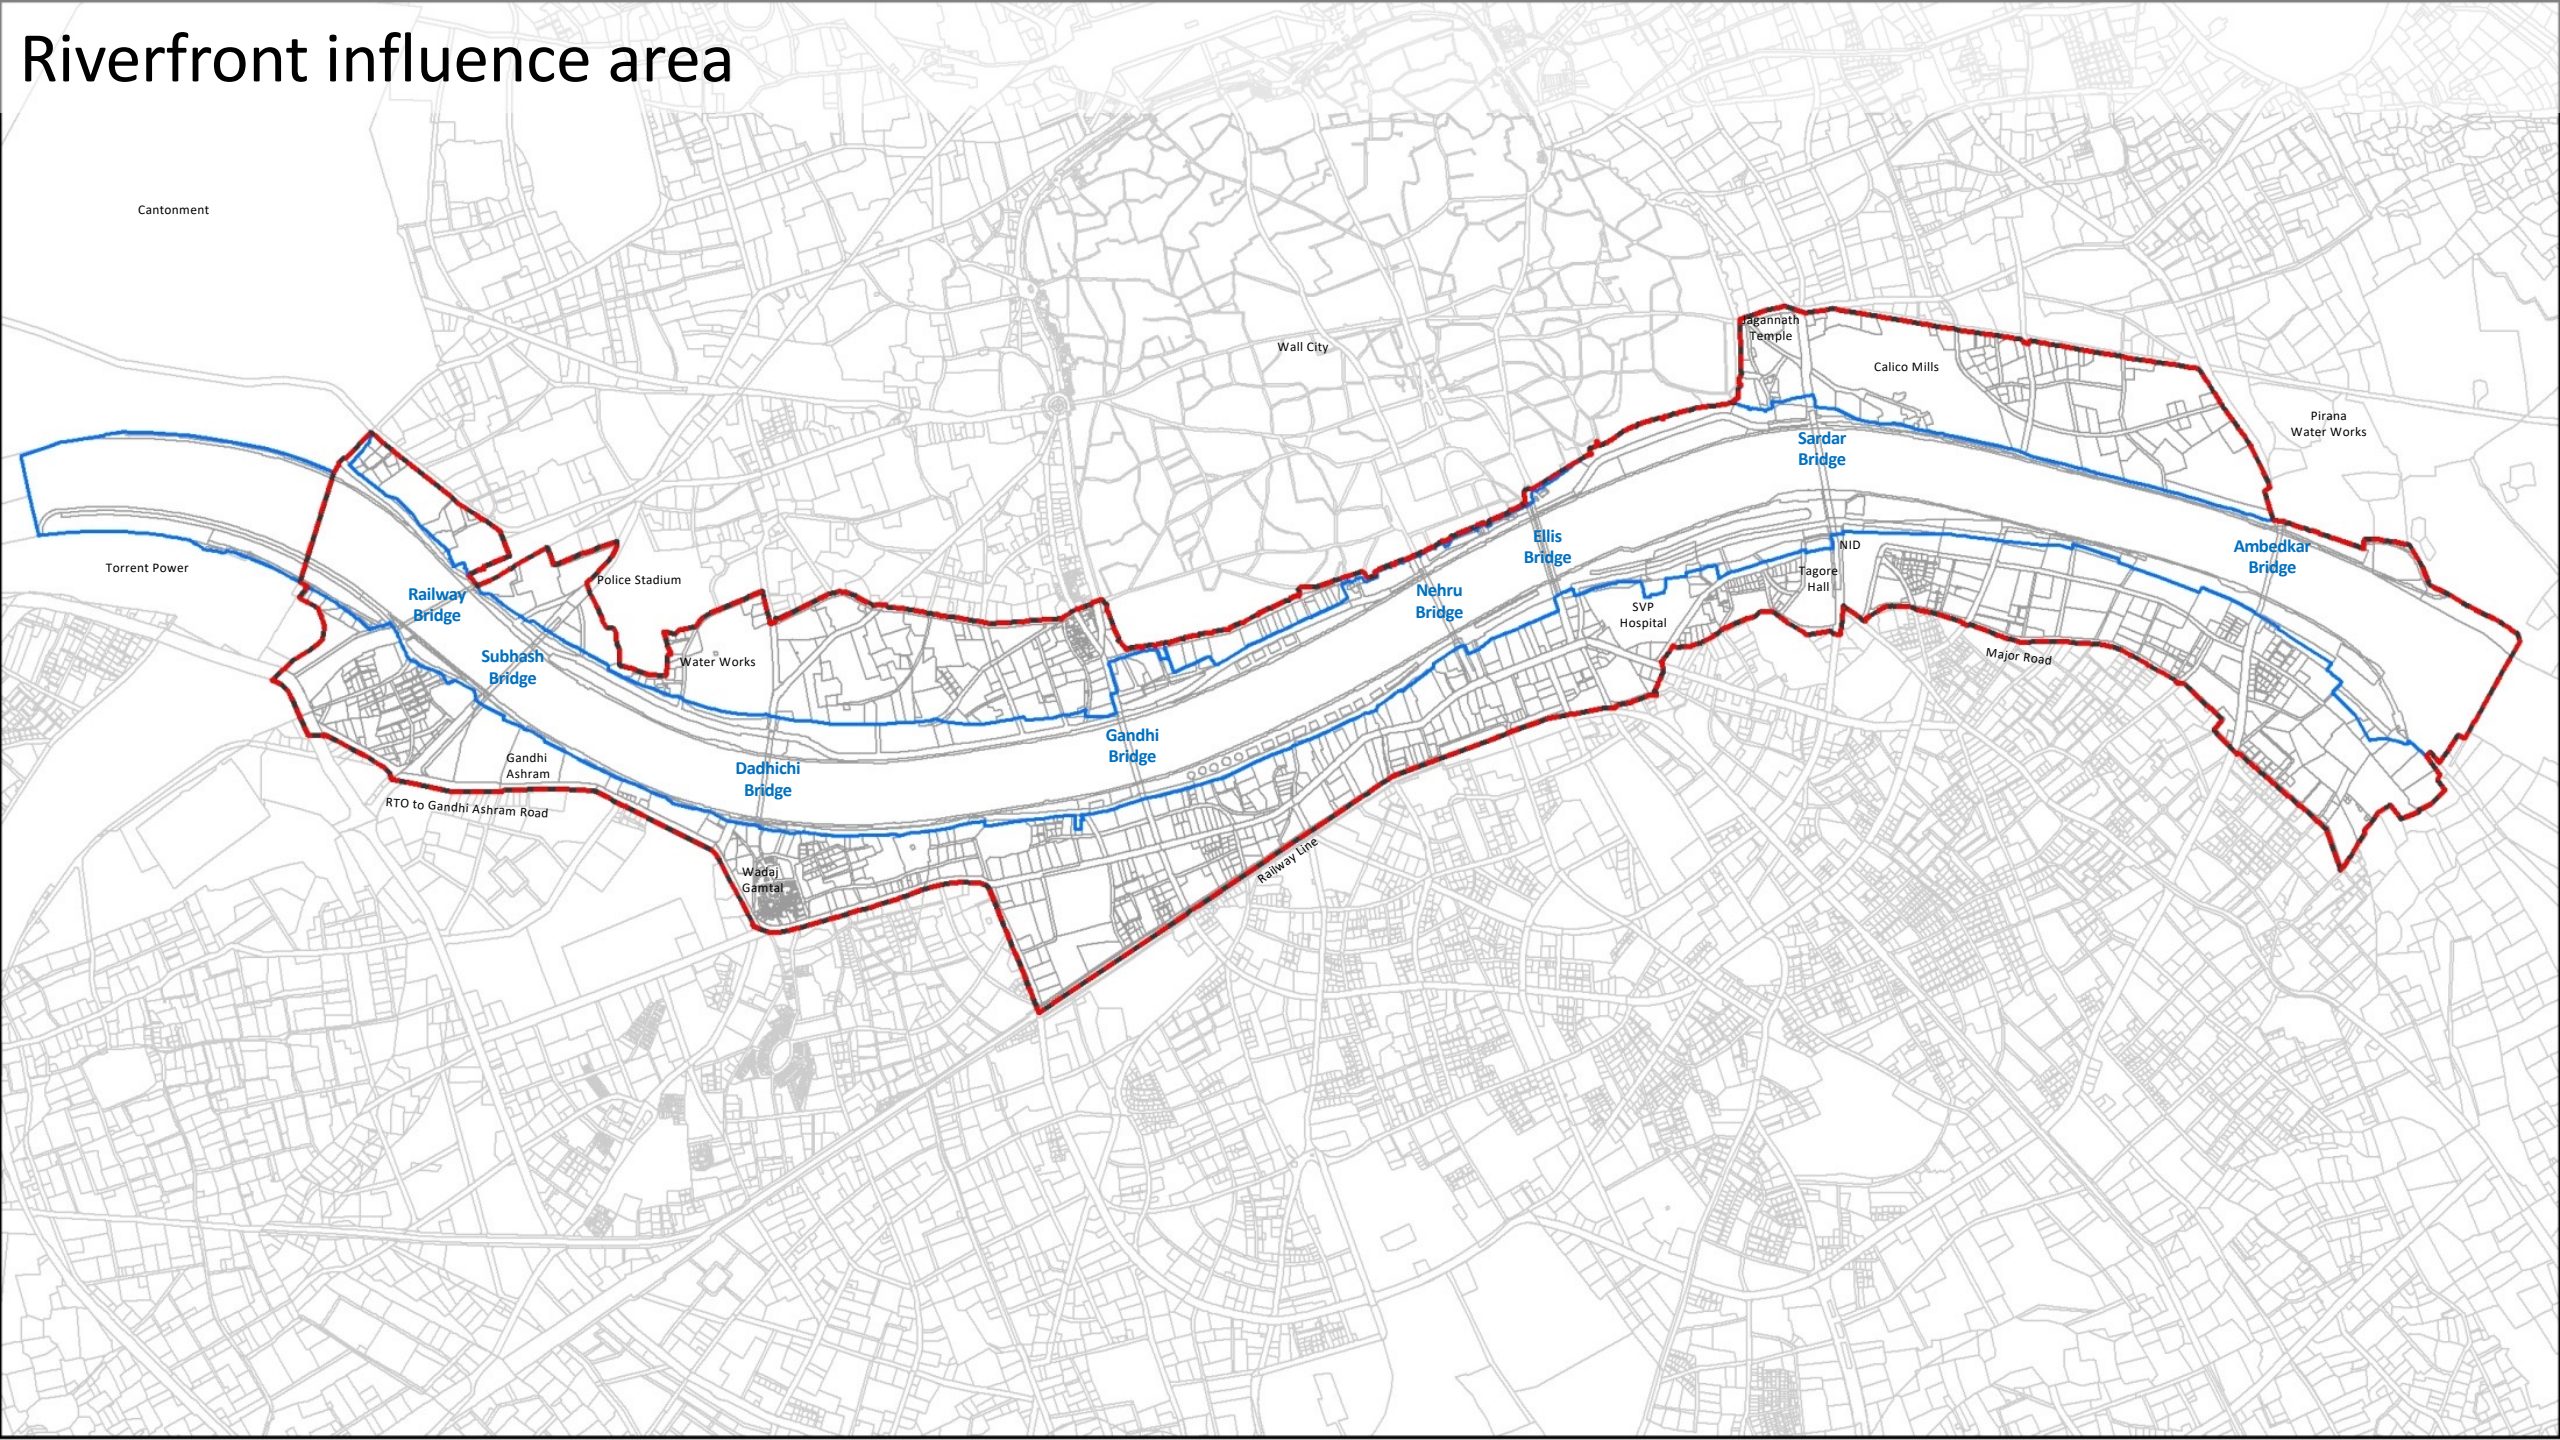 Riverfront influence area
Cantonment
Jagannath
Temple
Wall City
Calico Mills
Pirana
Water Works
Sardar
Bridge
Ellis
Bridge
NID
Ambedkar
Bridge
Torrent Power
Police Stadium
Tagore
Hall
Railway
Bridge
Nehru
Bridge
SVP
Hospital
Subhash
Bridge
Water Works
Major Road
Gandhi
Bridge
Gandhi
Ashram
Dadhichi
Bridge
RTO to Gandhi Ashram Road
Railway Line
Wadaj
Gamtal